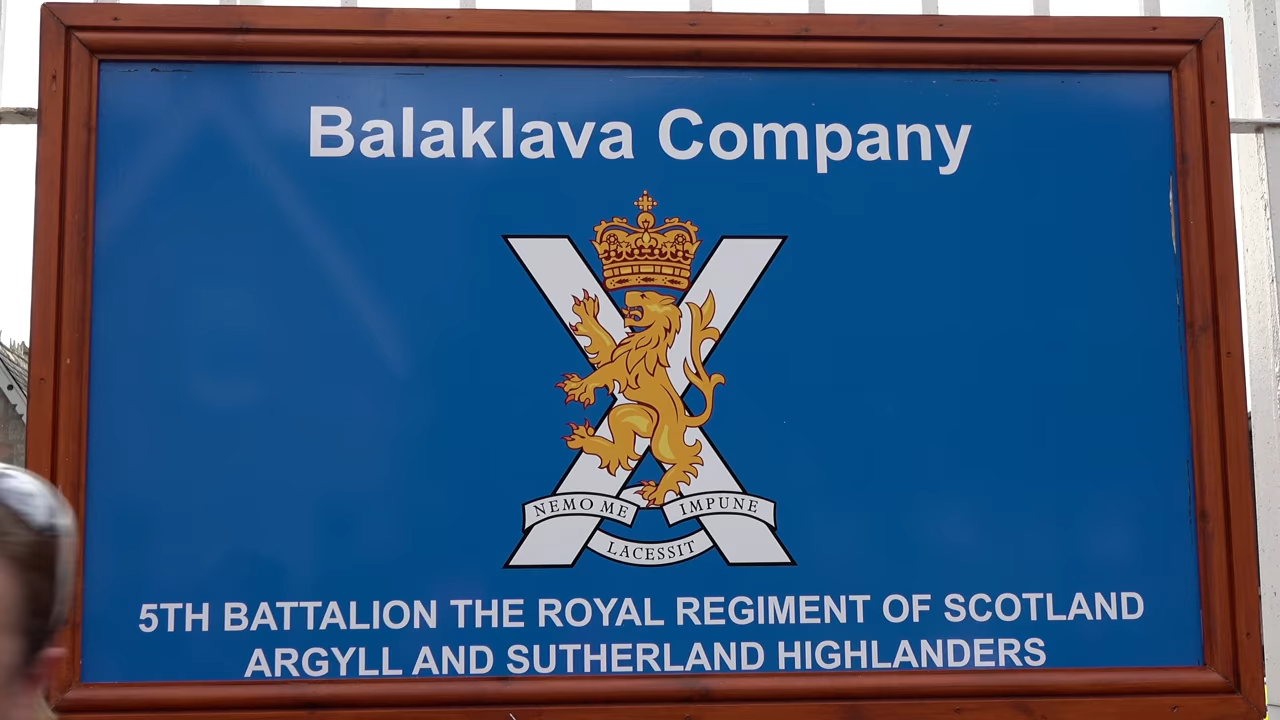 Balaklava Company
NEMO ME IMPUNE
LACESSIT
5TH BATTALION THE ROYAL REGIMENT OF SCOTLAND
ARGYLL AND SUTHERLAND HIGHLANDERS